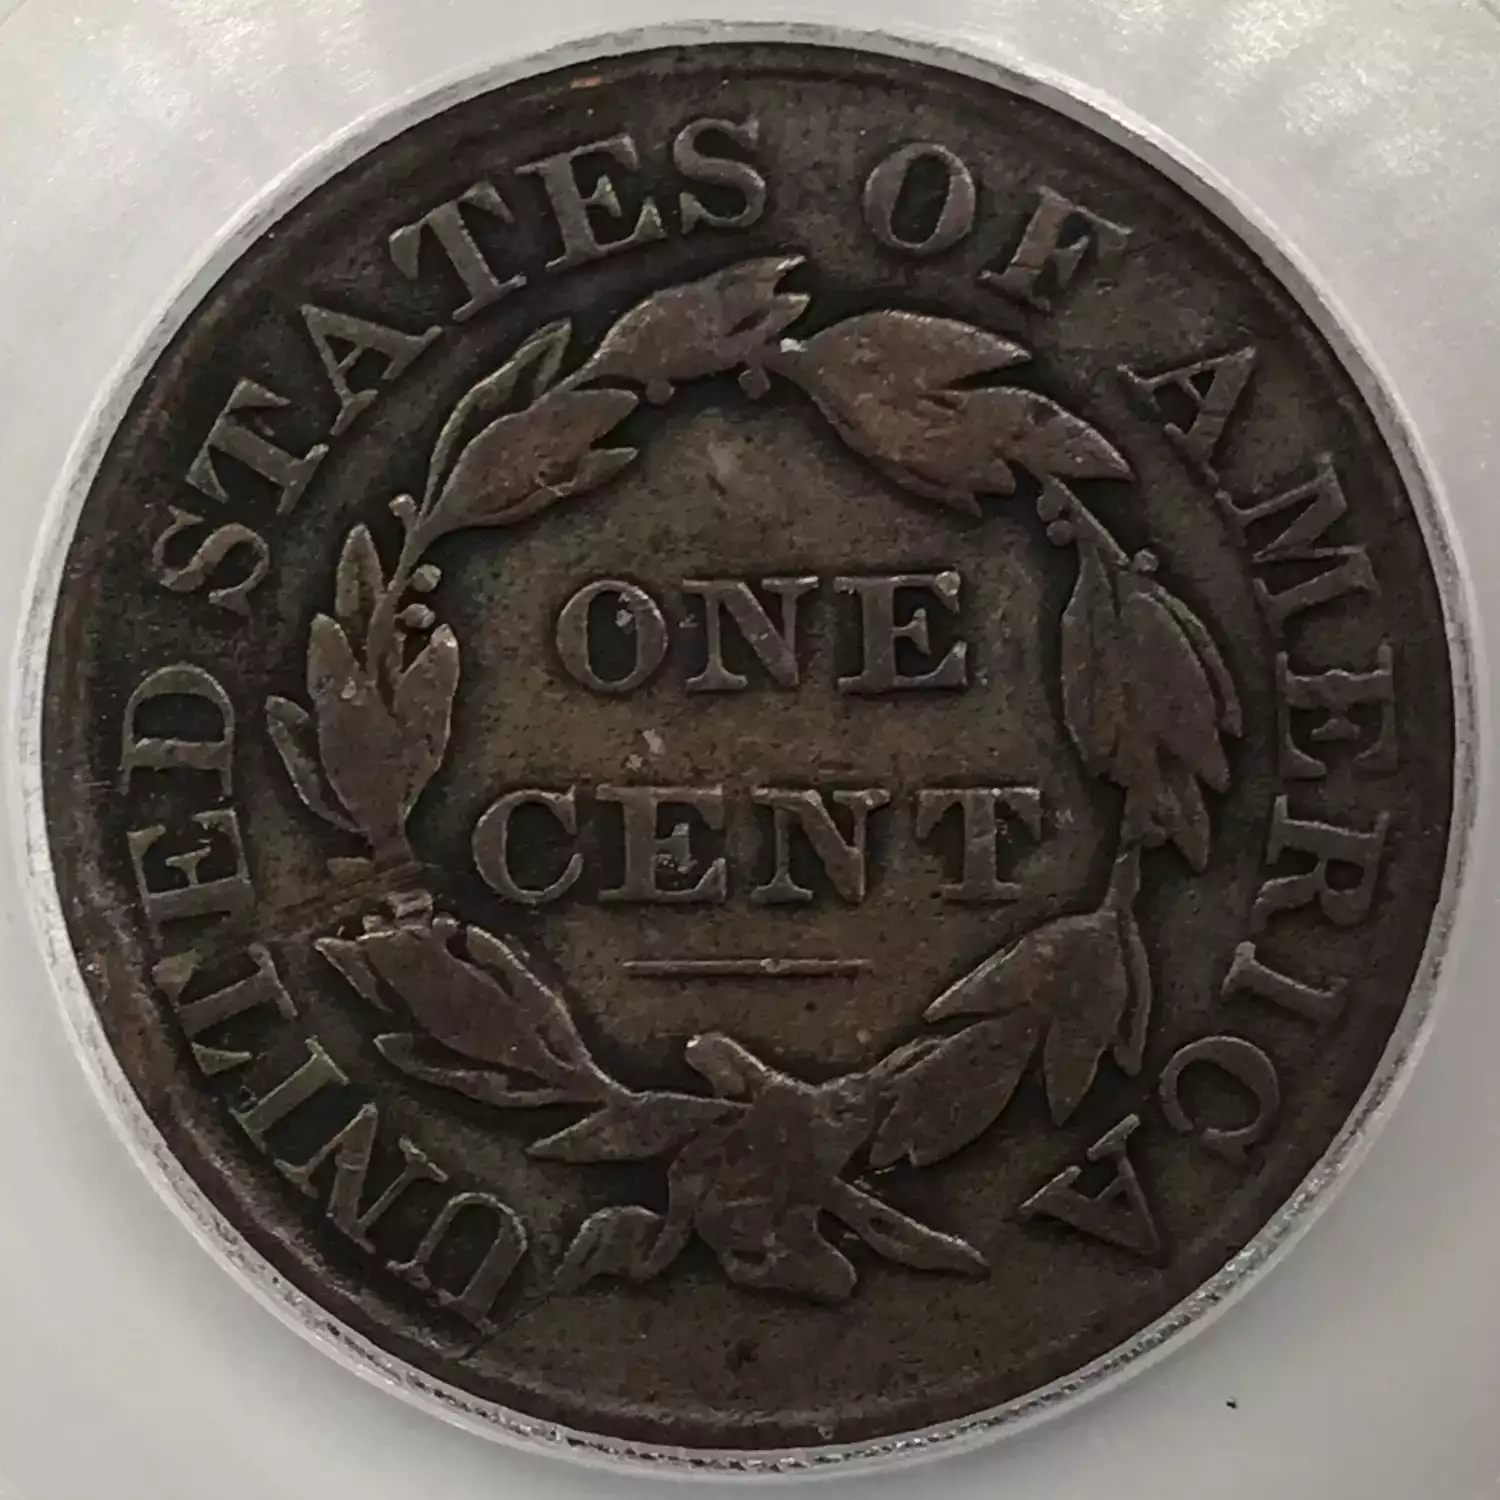 UNITED STATES OF AMERICA
ONE
CENT